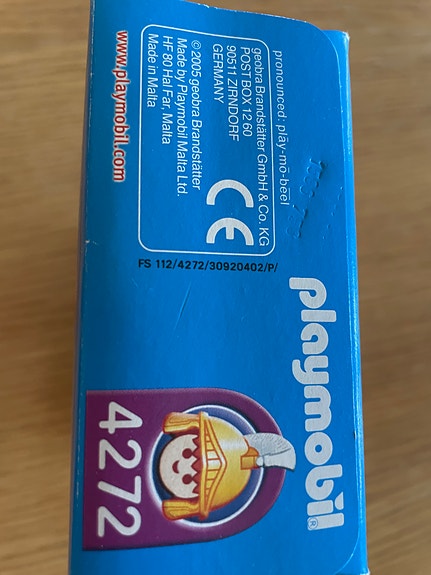 pronounced: pläy-mō-beel
geobra Brandstätter GmbH & Co. KG
POST BOX 12 60
90511 ZIRNDORF
GERMANY
CE
© 2005 geobra Brandstätter
Made by Playmobil Malta Ltd.
HF 80 Hal Far, Malta
Made in Malta
www.playmobil.com
FS 112/4272/30920402/P/
playmobil®
4272